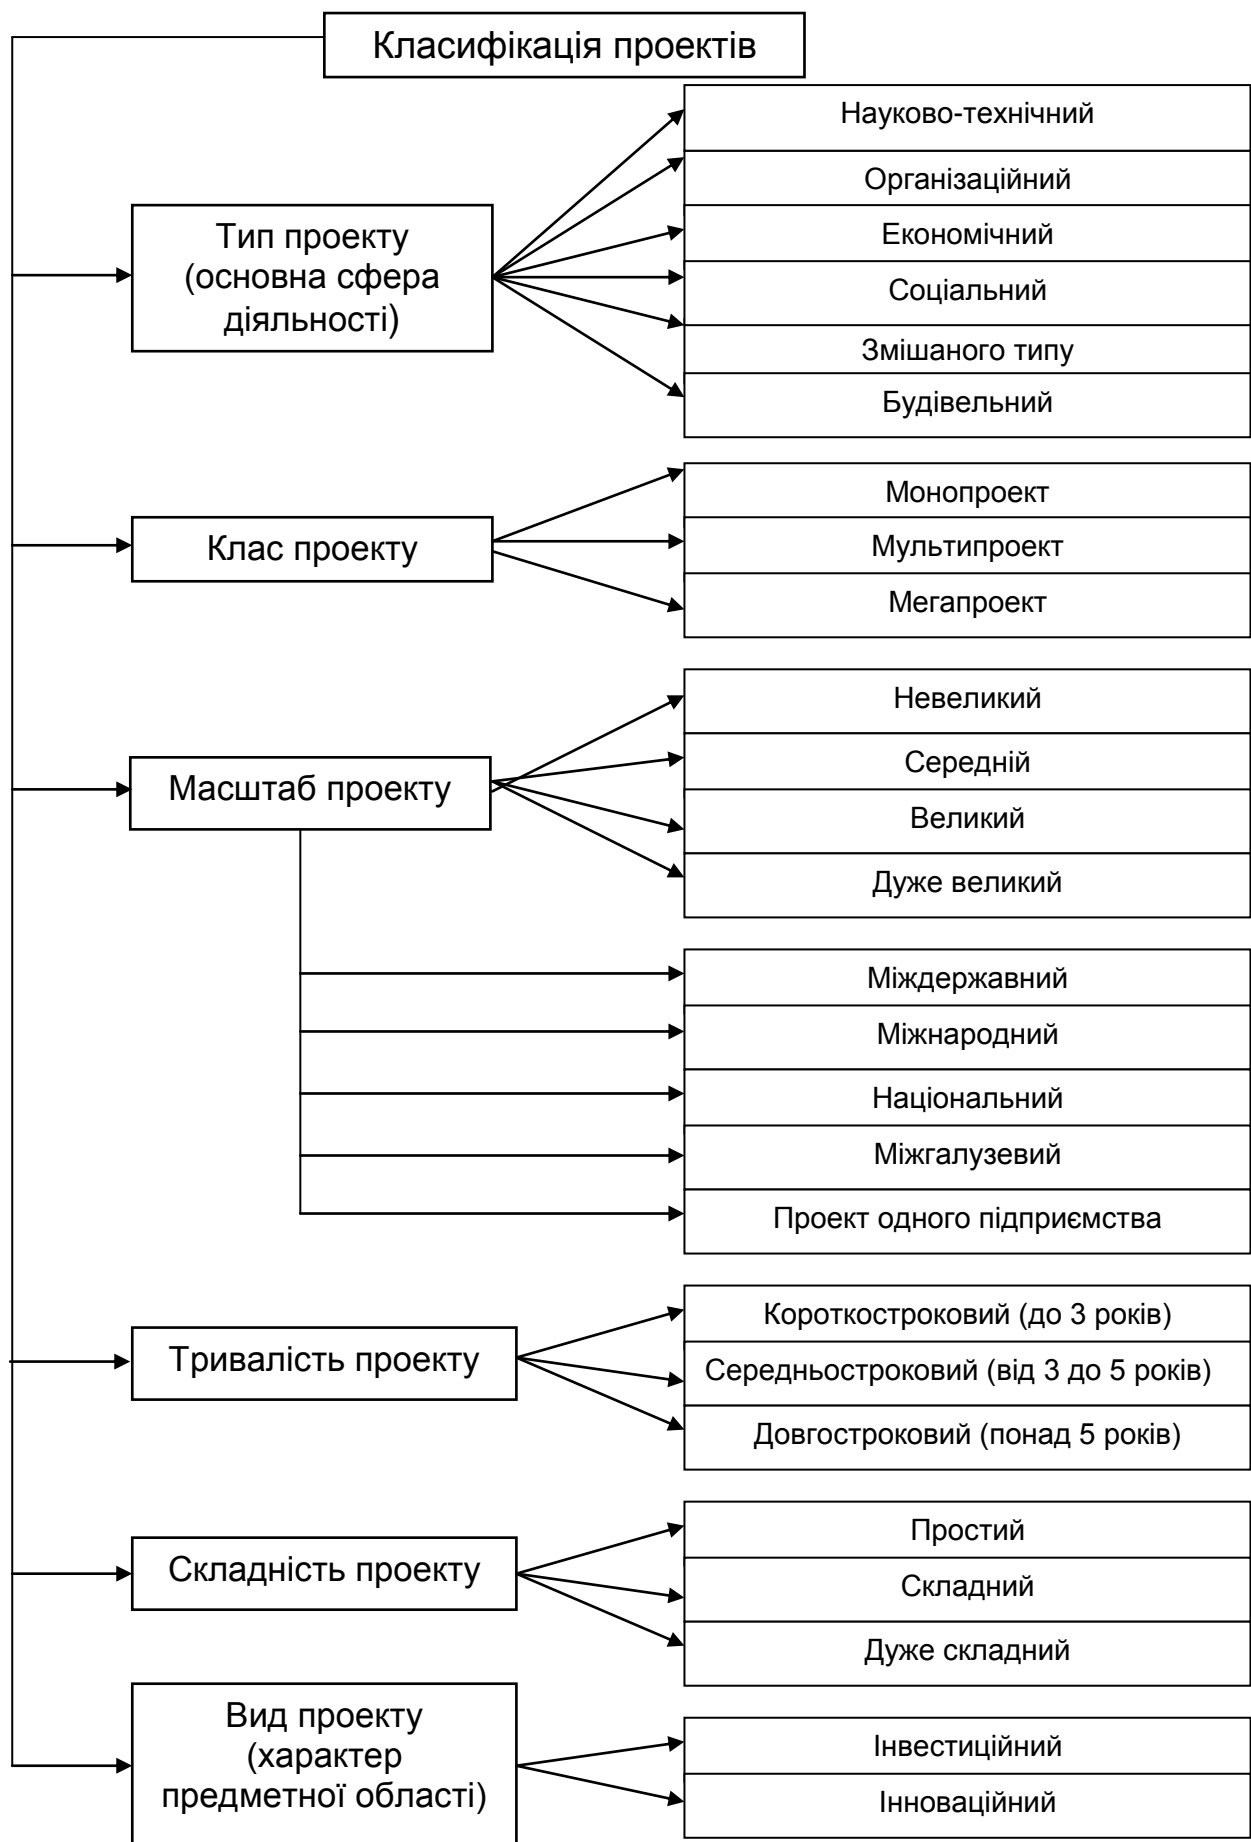 Класифікація проектів
Тип проекту
(основна сфера
діяльності)
Науково-технічний
Організаційний
Економічний
Соціальний
Змішаного типу
Будівельний
Клас проекту
Монопроект
Мультипроект
Мегапроект
Масштаб проекту
Невеликий
Середній
Великий
Дуже великий
Міждержавний
Міжнародний
Національний
Міжгалузевий
Проект одного підприємства
Тривалість проекту
Короткостроковий (до 3 років)
Середньостроковий (від 3 до 5 років)
Довгостроковий (понад 5 років)
Складність проекту
Простий
Складний
Дуже складний
Вид проекту
(характер
предметної області)
Інвестиційний
Інноваційний